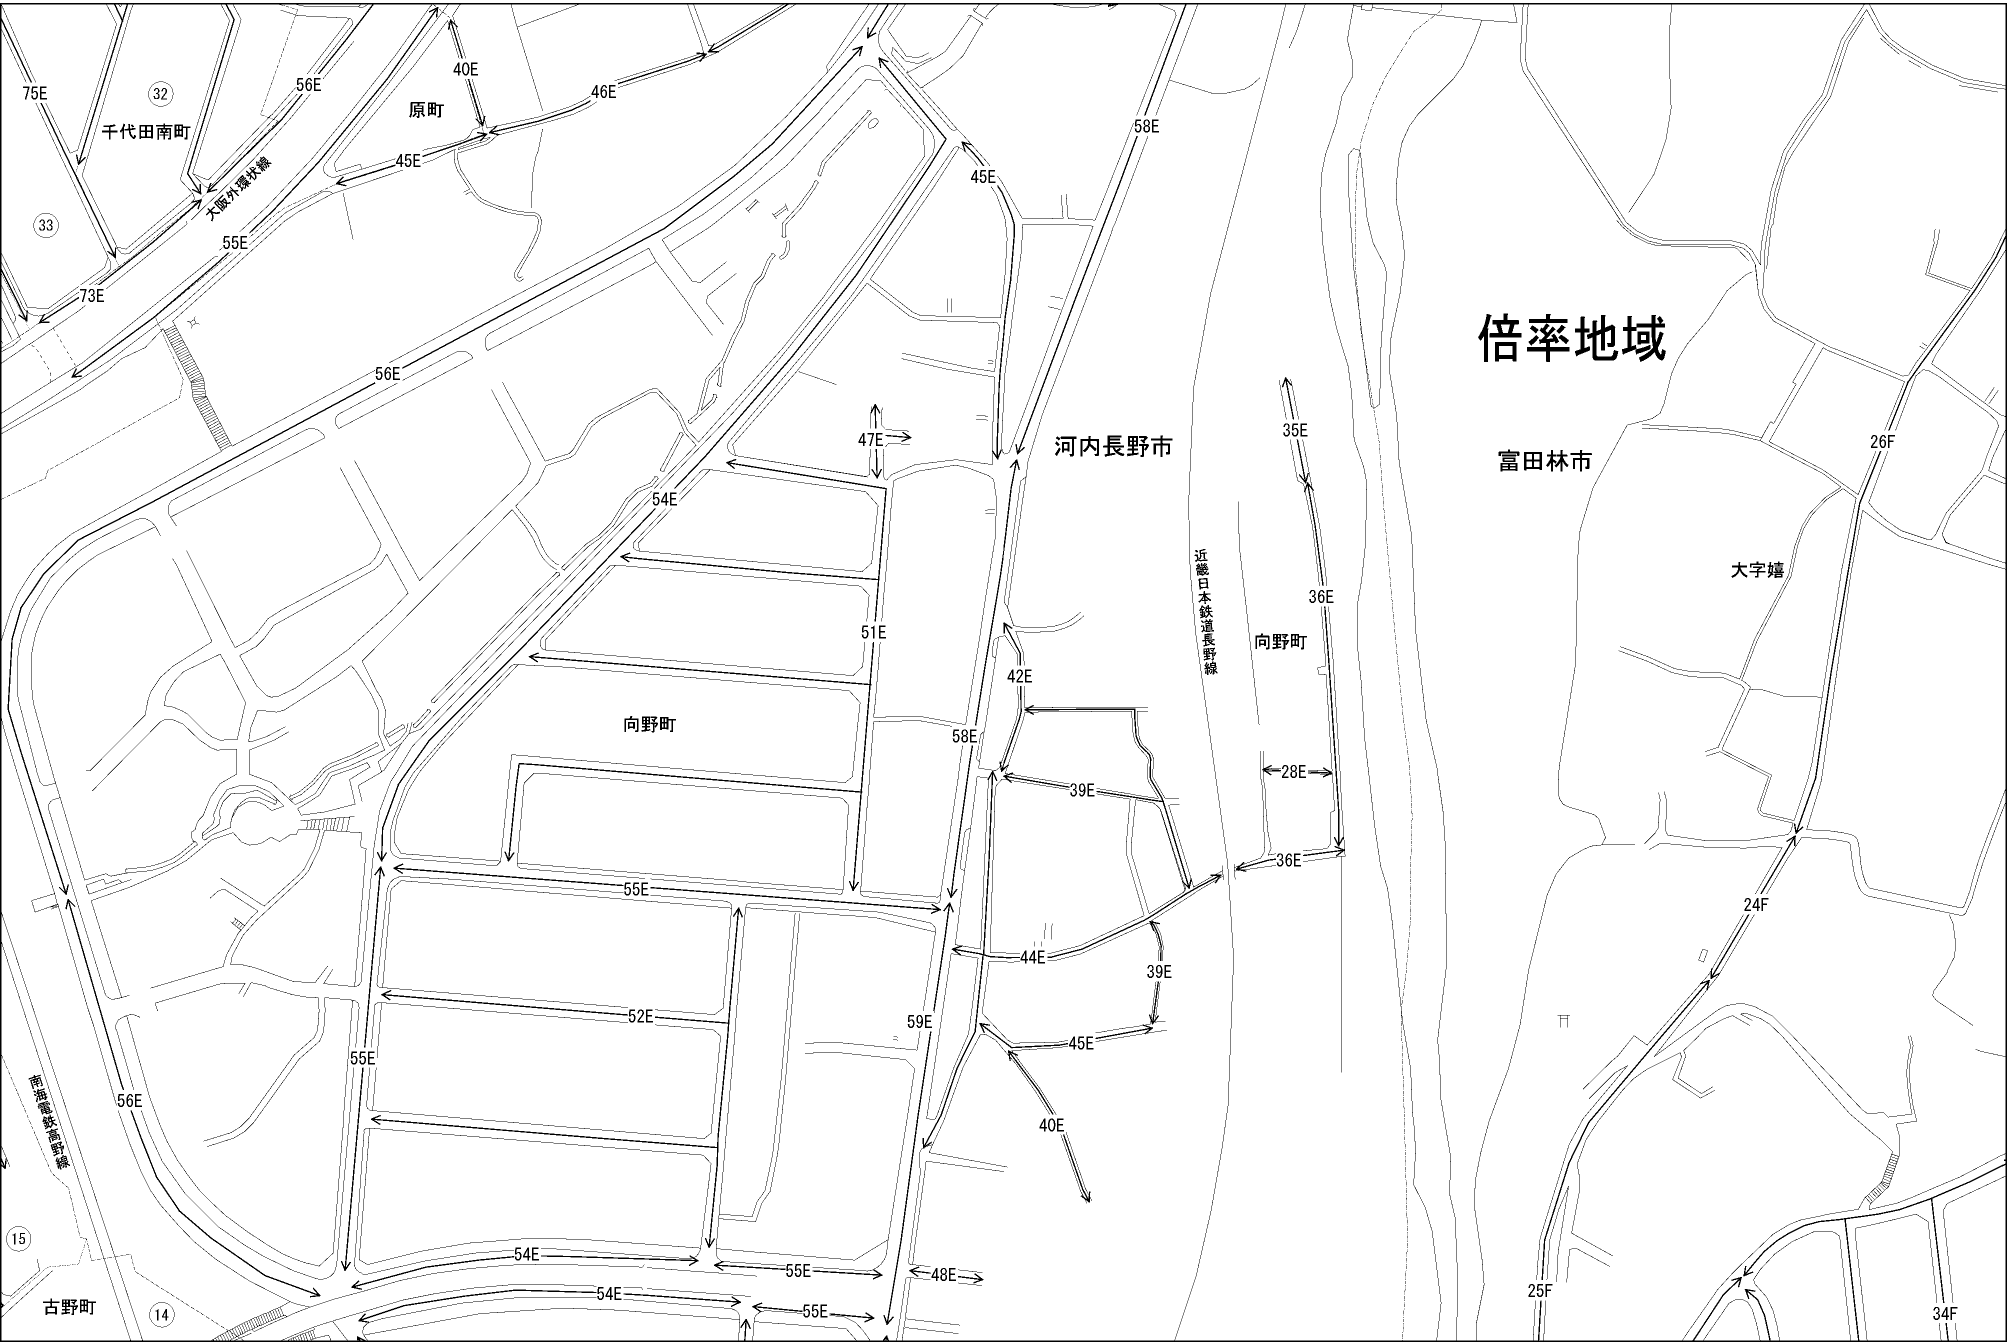 75E
32
千代田南町
56E
40E
原町
46E
58E
45E
45E
33
大阪外環状線
55E
73E
56E
倍率地域
47E
河内長野市
35E
富田林市
26F
54E
近畿日本鉄道長野線
大字嬉
36E
51E
向野町
42E
向野町
58E
28E
39E
36E
55E
24F
44E
39E
52E
59E
45E
55E
南海電鉄高野線
56E
40E
15
54E
55E
48E
25F
54E
古野町
14
55E
34F